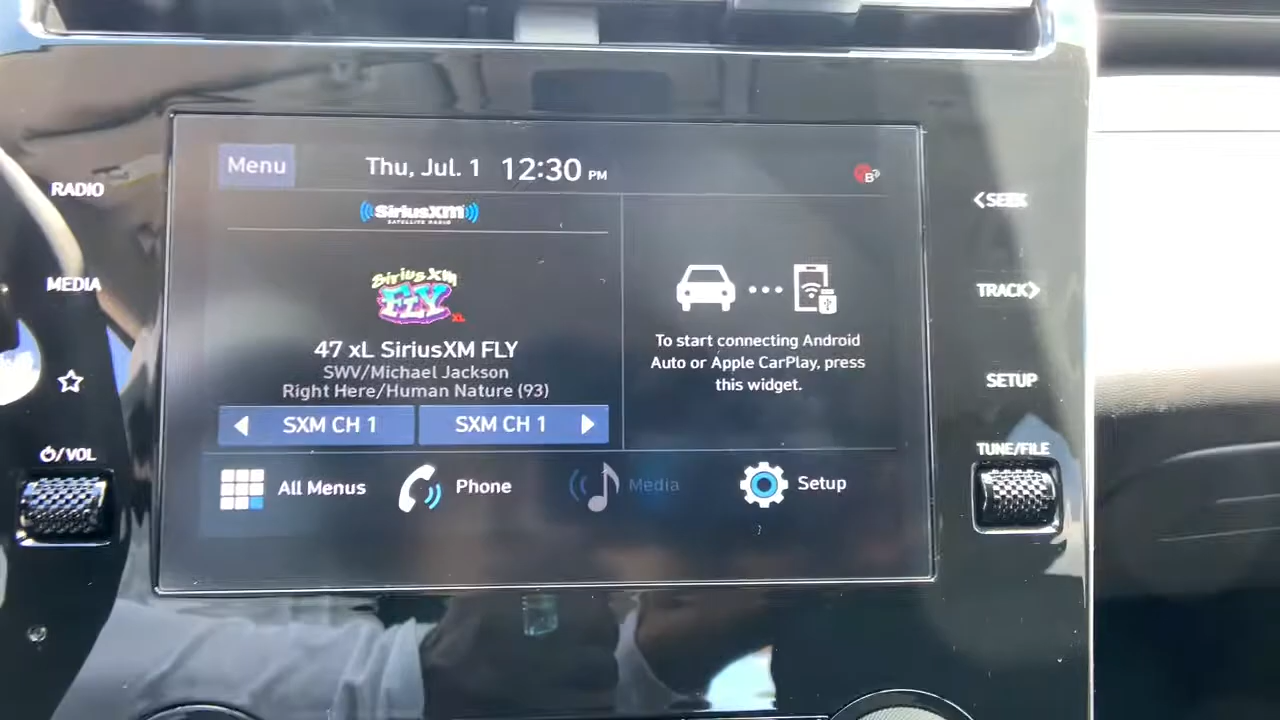 Menu
Thu, Jul. 1 12:30 PM
B
RADIO
MEDIA
/VOL
SiriusXM
SATELLITE RADIO
SiriusXM
FLY
XL
47 xL SiriusXM FLY
SWV/Michael Jackson
Right Here/Human Nature (93)
SXM CH 1
SXM CH 1
To start connecting Android
Auto or Apple CarPlay, press
this widget.
All Menus
Phone
Media
Setup
<SEEK
TRACK>
SETUP
TUNE/FILE